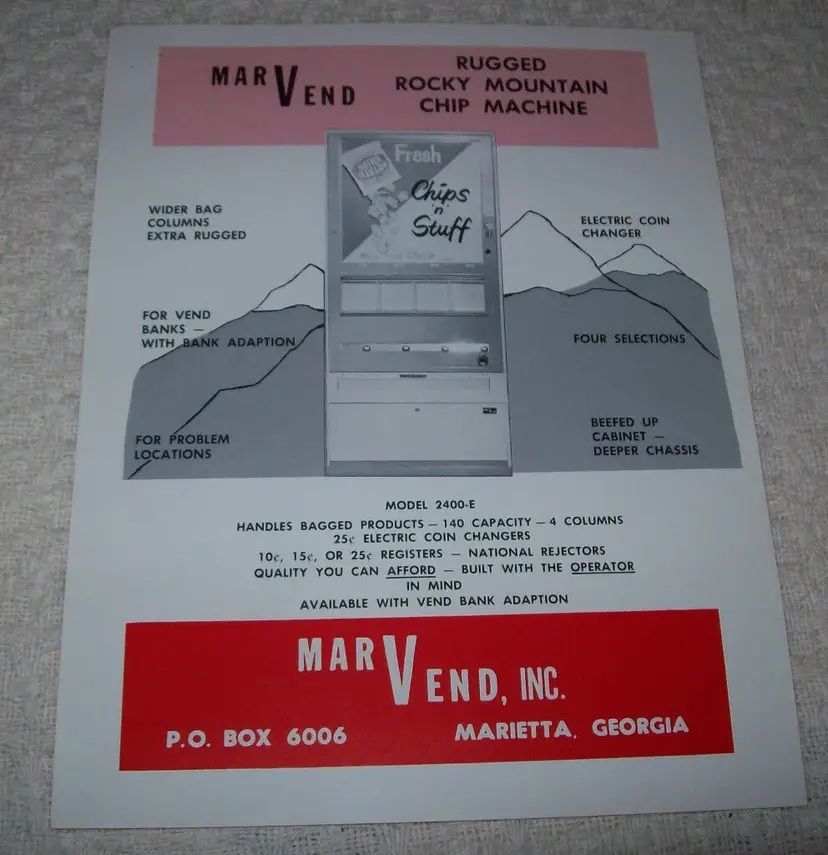 MARVEND
RUGGED
ROCKY MOUNTAIN
CHIP MACHINE
Fresh
Chips
'n'
Stuff
WIDER BAG
COLUMNS
EXTRA RUGGED
ELECTRIC COIN
CHANGER
FOR VEND
BANKS —
WITH BANK ADAPTION
FOUR SELECTIONS
FOR PROBLEM
LOCATIONS
BEEFED UP
CABINET —
DEEPER CHASSIS
MODEL 2400-E
HANDLES BAGGED PRODUCTS — 140 CAPACITY — 4 COLUMNS
25¢ ELECTRIC COIN CHANGERS
10¢, 15¢, OR 25¢ REGISTERS — NATIONAL REJECTORS
QUALITY YOU CAN AFFORD — BUILT WITH THE OPERATOR
IN MIND
AVAILABLE WITH VEND BANK ADAPTION
MARVEND, INC.
P.O. BOX 6006
MARIETTA, GEORGIA